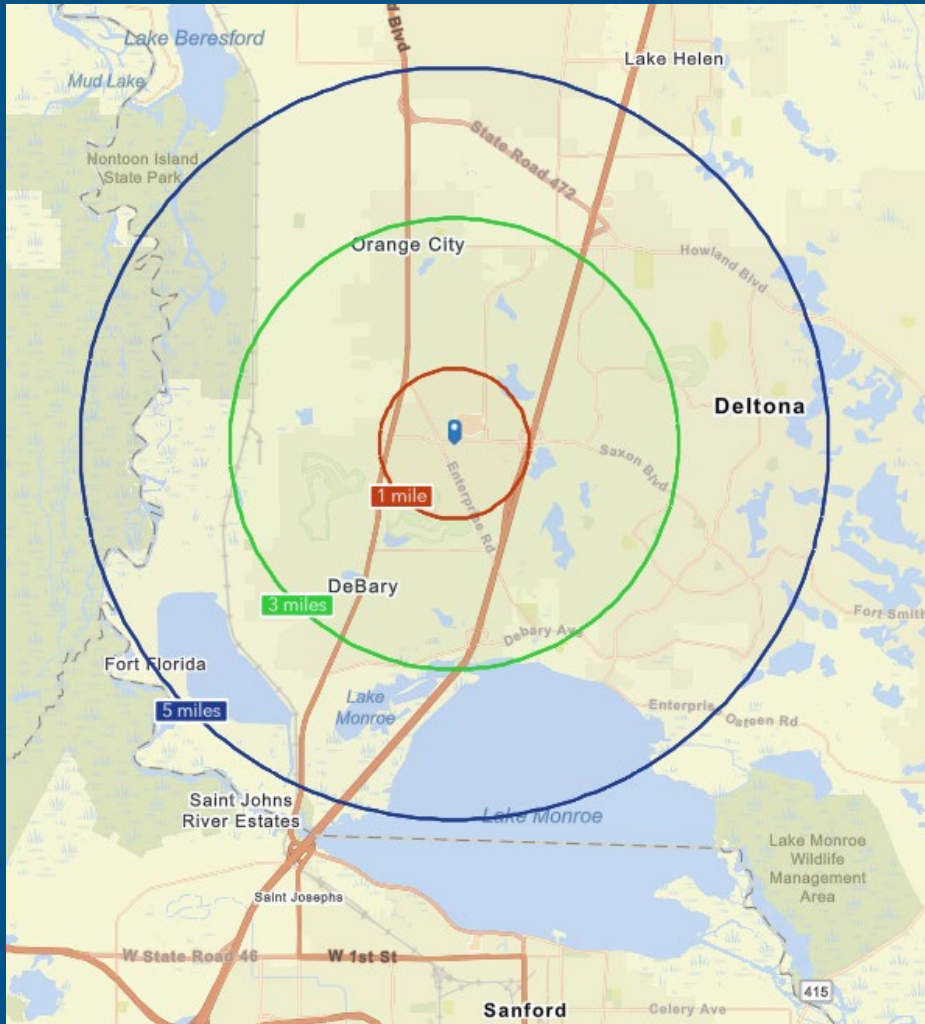 d Blvd
Lake Beresford
Lake Helen
Mud Lake
State Road 472
Hontoon Island
State Park
Orange City
Howland Blvd
Deltona
Saxon Blvd
Enterprise Rd
1 mile
DeBary
3 miles
Fort Smith
Debary Ave
Fort Florida
Lake
Monroe
5 miles
Enterpris
Osteen Rd
Saint Johns
River Estates
Lake Monroe
Lake Monroe
Wildlife
Management
Area
Saint Josephs
W State Road 46
W 1st St
415
Sanford
Celery Ave